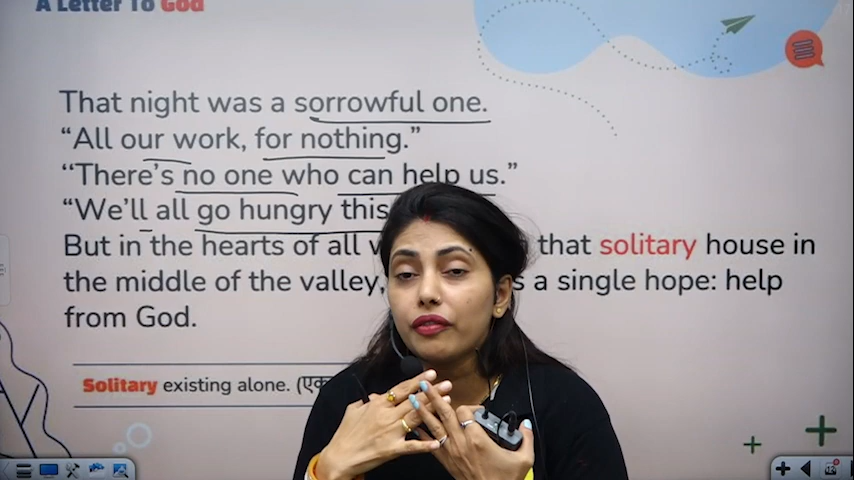 A Letter To God
That night was a sorrowful one.
“All our work, for nothing.”
“There’s no one who can help us.”
“We’ll all go hungry this
But in the hearts of all that solitary house in
the middle of the valley, s a single hope: help
from God.
Solitary existing alone. (एक